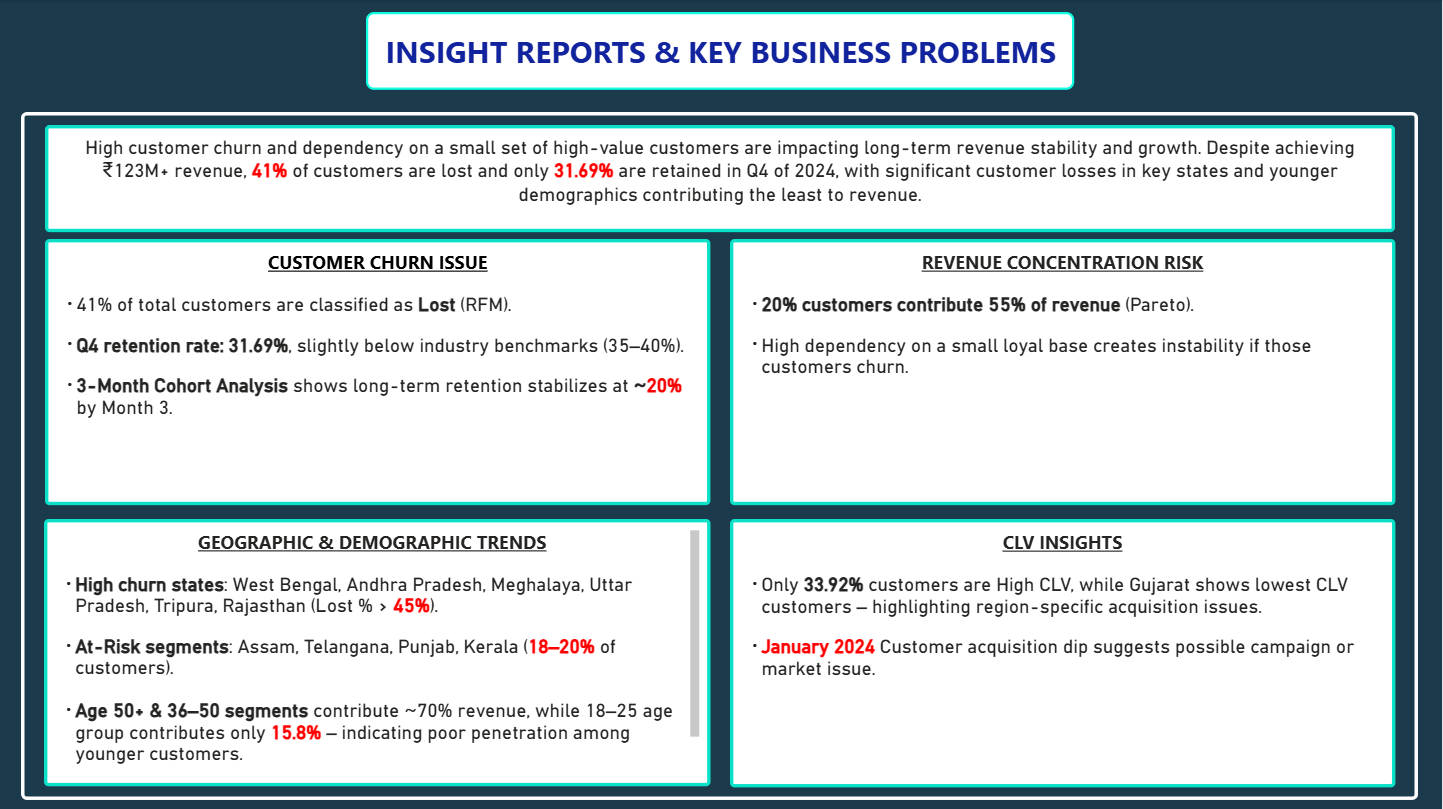 INSIGHT REPORTS & KEY BUSINESS PROBLEMS
High customer churn and dependency on a small set of high-value customers are impacting long-term revenue stability and growth. Despite achieving
₹123M+ revenue, 41% of customers are lost and only 31.69% are retained in Q4 of 2024, with significant customer losses in key states and younger
demographics contributing the least to revenue.
CUSTOMER CHURN ISSUE
· 41% of total customers are classified as Lost (RFM).
· Q4 retention rate: 31.69%, slightly below industry benchmarks (35–40%).
· 3-Month Cohort Analysis shows long-term retention stabilizes at ~20%
by Month 3.
REVENUE CONCENTRATION RISK
· 20% customers contribute 55% of revenue (Pareto).
· High dependency on a small loyal base creates instability if those
customers churn.
GEOGRAPHIC & DEMOGRAPHIC TRENDS
· High churn states: West Bengal, Andhra Pradesh, Meghalaya, Uttar
Pradesh, Tripura, Rajasthan (Lost % > 45%).
· At-Risk segments: Assam, Telangana, Punjab, Kerala (18–20% of
customers).
· Age 50+ & 36–50 segments contribute ~70% revenue, while 18–25 age
group contributes only 15.8% – indicating poor penetration among
younger customers.
CLV INSIGHTS
· Only 33.92% customers are High CLV, while Gujarat shows lowest CLV
customers – highlighting region-specific acquisition issues.
· January 2024 Customer acquisition dip suggests possible campaign or
market issue.